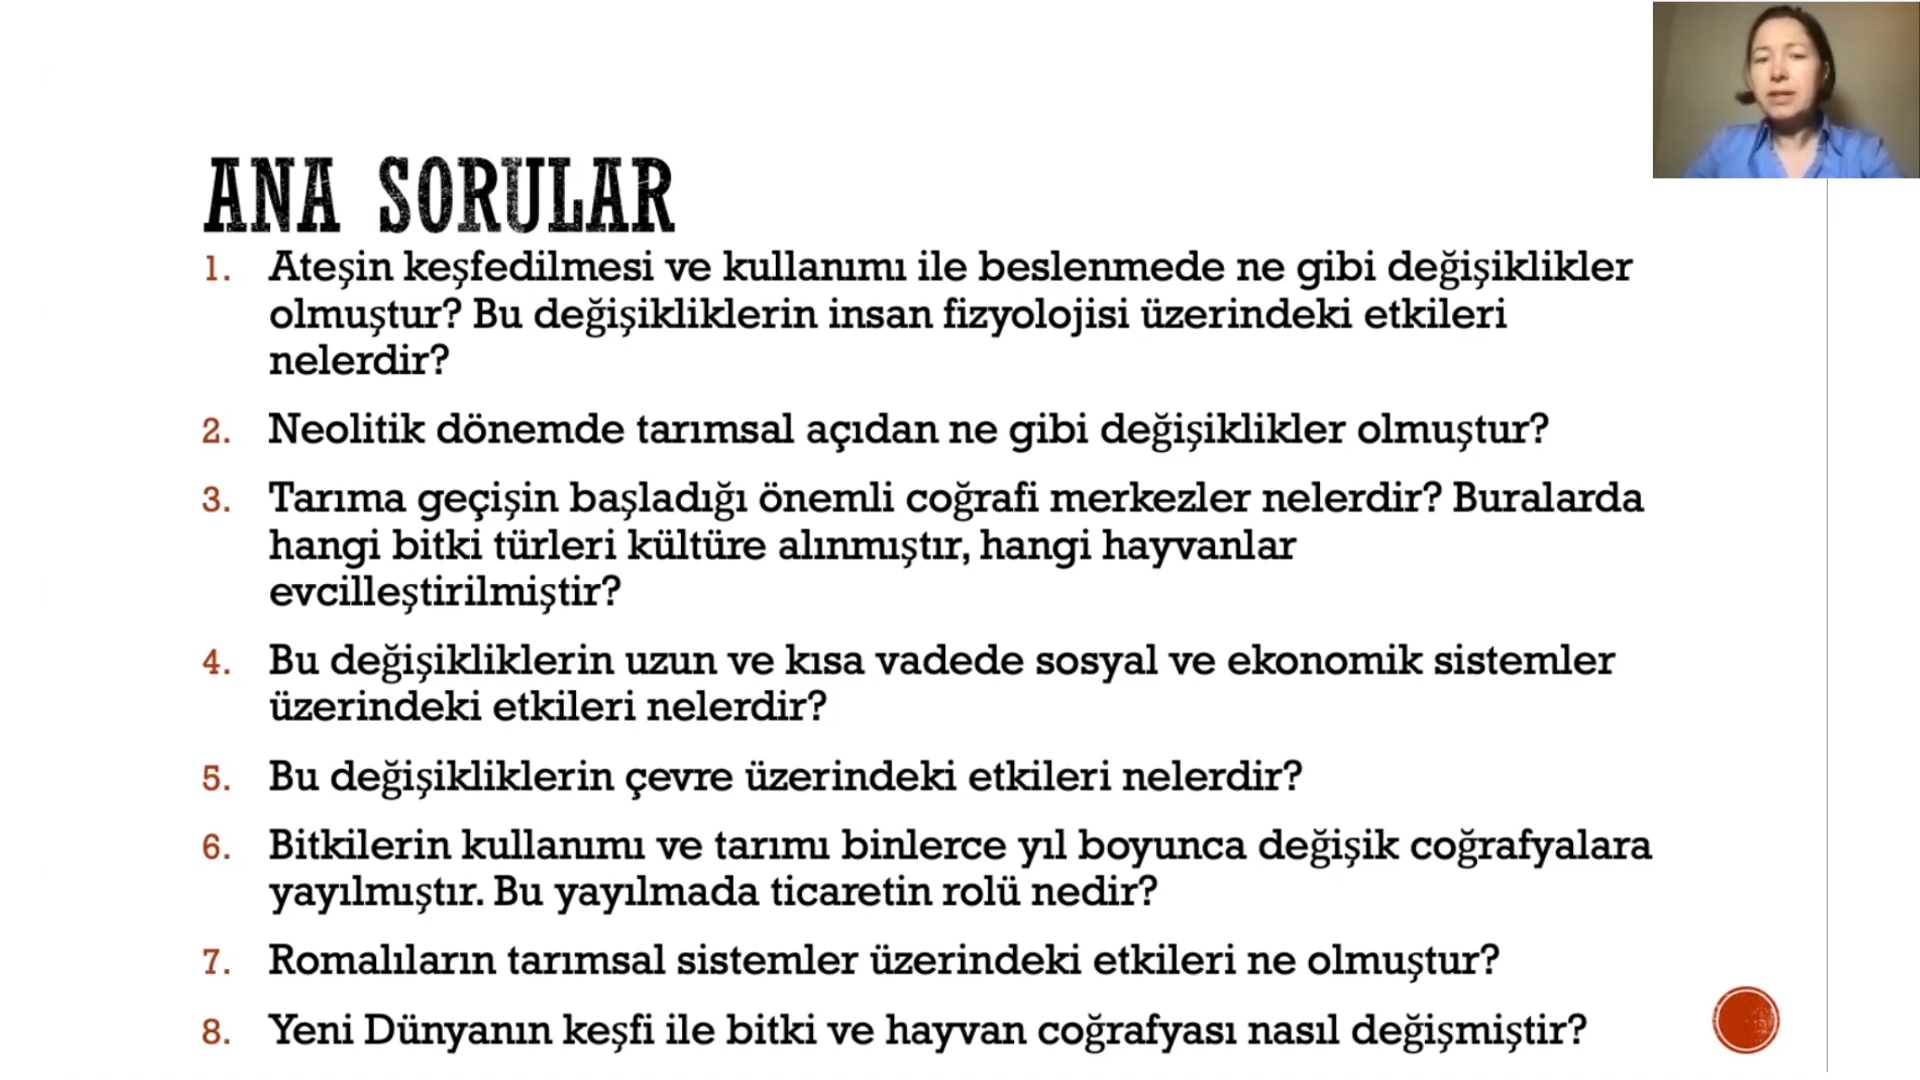 ANA SORULAR
1. Ateşin keşfedilmesi ve kullanımı ile beslenmede ne gibi değişiklikler
olmuştur? Bu değişikliklerin insan fizyolojisi üzerindeki etkileri
nelerdir?
2. Neolitik dönemde tarımsal açıdan ne gibi değişiklikler olmuştur?
3. Tarıma geçişin başladığı önemli coğrafi merkezler nelerdir? Buralarda
hangi bitki türleri kültüre alınmıştır, hangi hayvanlar
evcilleştirilmiştir?
4. Bu değişikliklerin uzun ve kısa vadede sosyal ve ekonomik sistemler
üzerindeki etkileri nelerdir?
5. Bu değişikliklerin çevre üzerindeki etkileri nelerdir?
6. Bitkilerin kullanımı ve tarımı binlerce yıl boyunca değişik coğrafyalara
yayılmıştır. Bu yayılmada ticaretin rolü nedir?
7. Romalıların tarımsal sistemler üzerindeki etkileri ne olmuştur?
8. Yeni Dünyanın keşfi ile bitki ve hayvan coğrafyası nasıl değişmiştir?